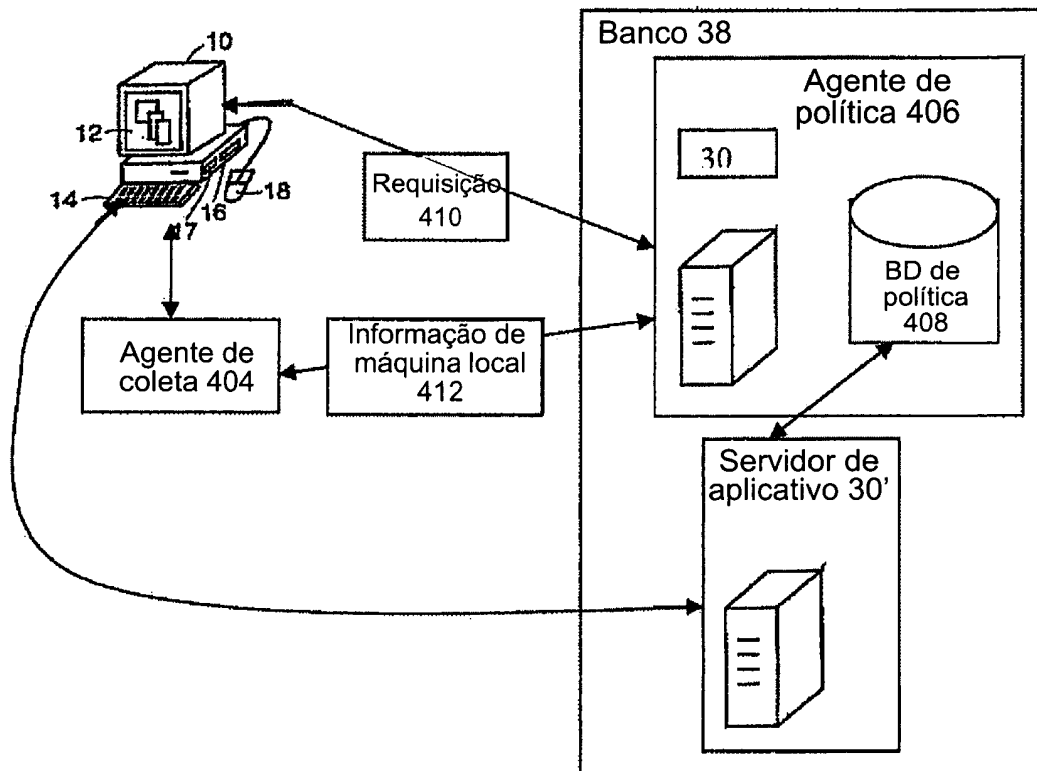 Banco 38
10
12
14
17
16
18
Requisição
410
Agente de
política 406
30
BD de
política
408
Agente de
coleta 404
Informação de
máquina local
412
Servidor de
aplicativo 30’